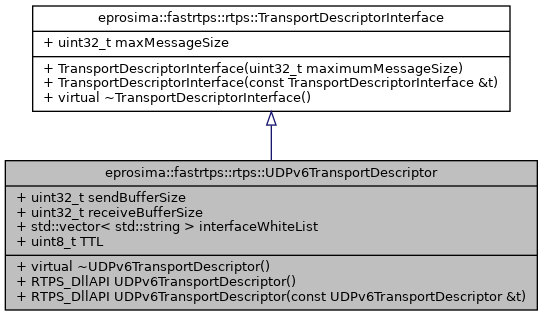 eprosima::fastrtps::rtps::TransportDescriptorInterface
+ uint32_t maxMessageSize
+ TransportDescriptorInterface(uint32_t maximumMessageSize)
+ TransportDescriptorInterface(const TransportDescriptorInterface &t)
+ virtual ~TransportDescriptorInterface()
eprosima::fastrtps::rtps::UDPv6TransportDescriptor
+ uint32_t sendBufferSize
+ uint32_t receiveBufferSize
+ std::vector< std::string > interfaceWhiteList
+ uint8_t TTL
+ virtual ~UDPv6TransportDescriptor()
+ RTPS_DllAPI UDPv6TransportDescriptor()
+ RTPS_DllAPI UDPv6TransportDescriptor(const UDPv6TransportDescriptor &t)